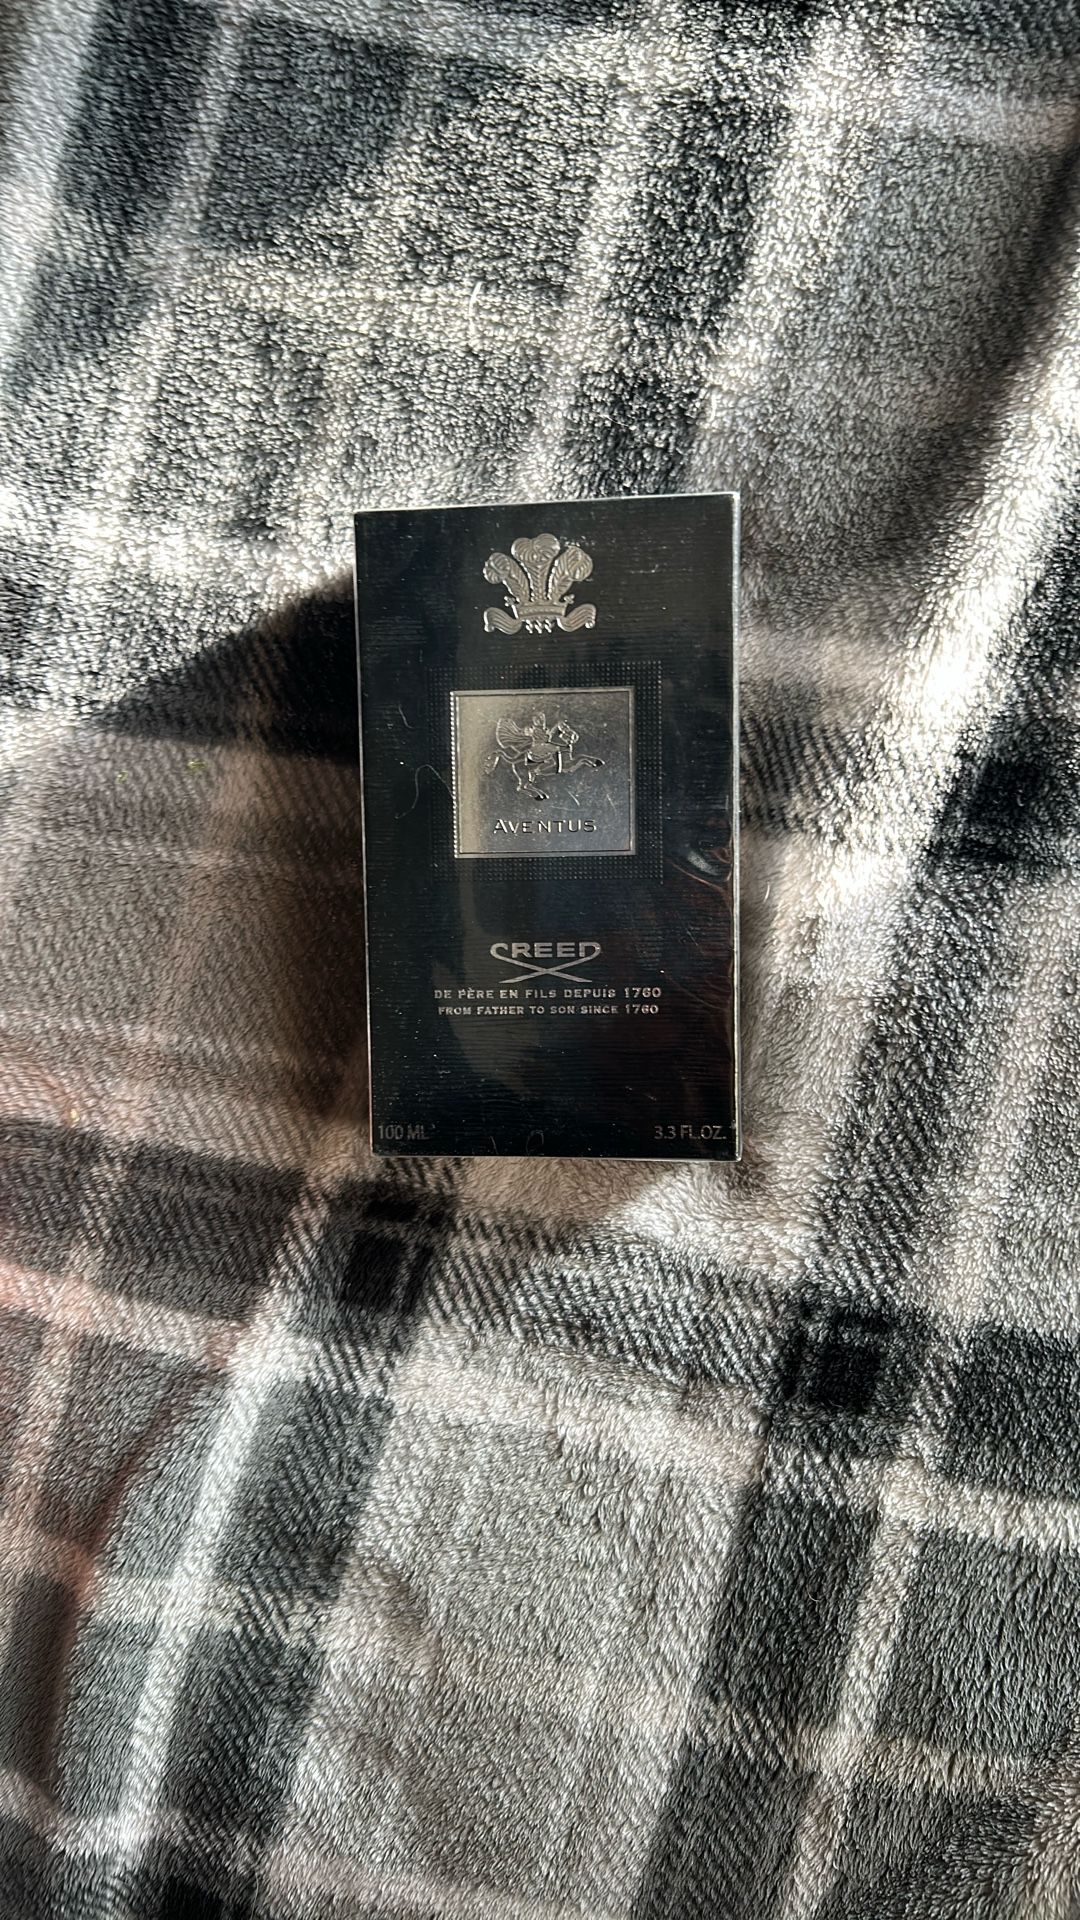 AVENTUS
CREED
DE PÈRE EN FILS DEPUIS 1760
FROM FATHER TO SON SINCE 1760
100 ML 3.3 FL.OZ.